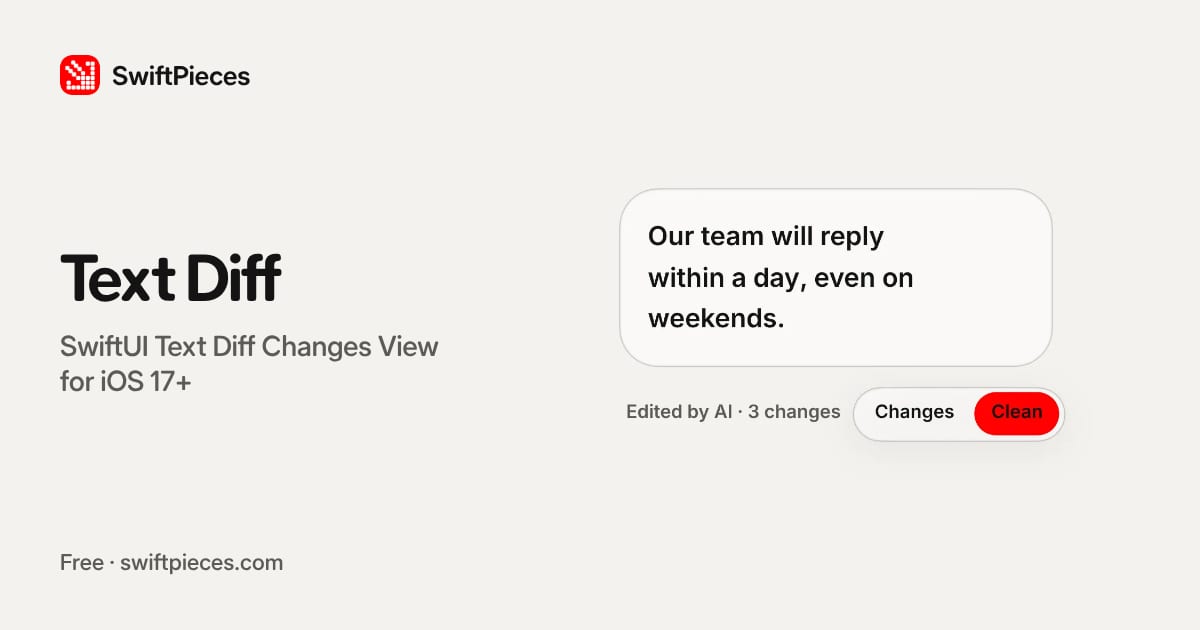 SwiftPieces
Text Diff
SwiftUI Text Diff Changes View
for iOS 17+
Our team will reply
within a day, even on
weekends.
Edited by AI · 3 changes
Changes
Clean
Free · swiftpieces.com